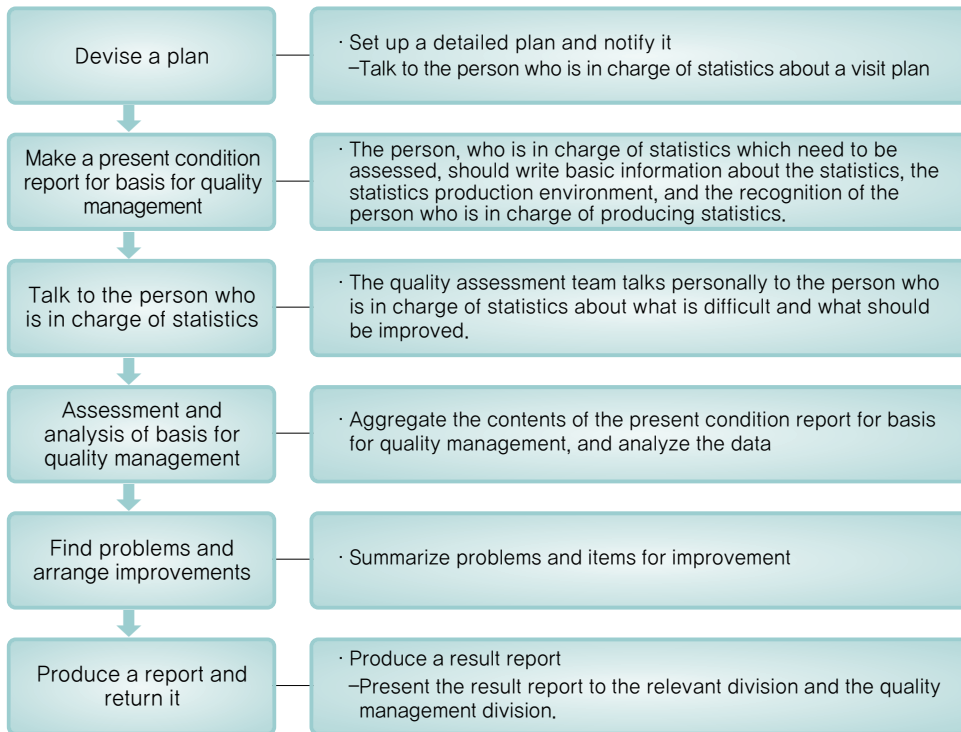 Devise a plan
· Set up a detailed plan and notify it
-Talk to the person who is in charge of statistics about a visit plan
Make a present condition
report for basis for quality
management
· The person, who is in charge of statistics which need to be
assessed, should write basic information about the statistics, the
statistics production environment, and the recognition of the
person who is in charge of producing statistics.
Talk to the person who
is in charge of statistics
· The quality assessment team talks personally to the person who
is in charge of statistics about what is difficult and what should
be improved.
Assessment and
analysis of basis for
quality management
· Aggregate the contents of the present condition report for basis
for quality management, and analyze the data
Find problems and
arrange improvements
· Summarize problems and items for improvement
Produce a report and
return it
· Produce a result report
-Present the result report to the relevant division and the quality
management division.